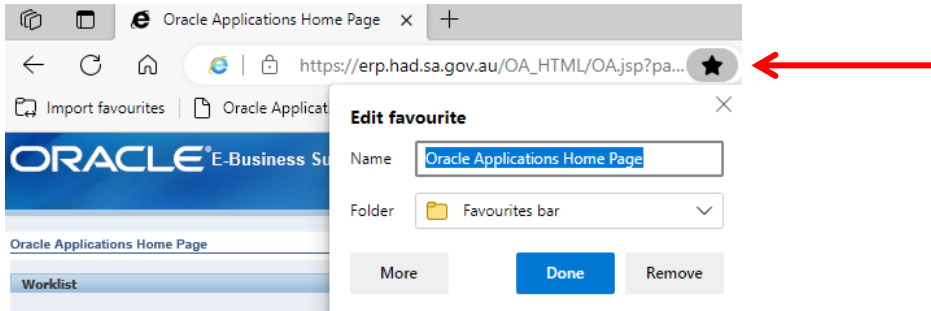 Oracle Applications Home Page
https://erp.had.sa.gov.au/OA_HTML/OA.jsp?pa...
Import favourites
Oracle Applicati
Edit favourite
ORACLE® E-Business Su
Name
Oracle Applications Home Page
Folder
Favourites bar
Oracle Applications Home Page
More
Done
Remove
Worklist